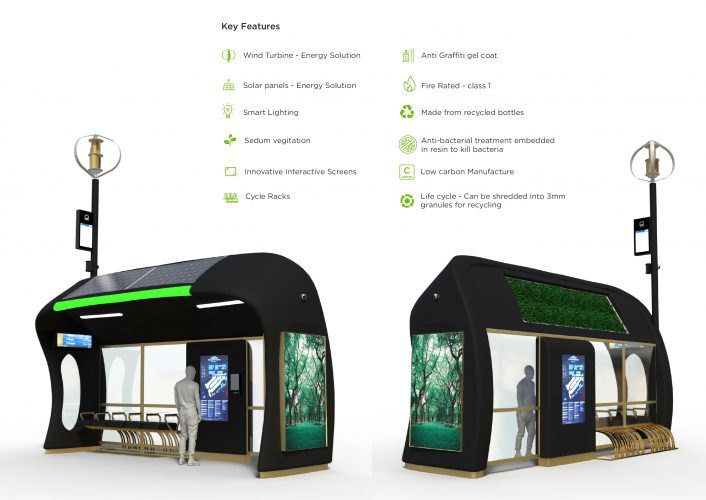 Key Features
Wind Turbine - Energy Solution
Solar panels - Energy Solution
Smart Lighting
Sedum vegitation
Innovative Interactive Screens
Cycle Racks
Anti Graffiti gel coat
Fire Rated - class 1
Made from recycled bottles
Anti-bacterial treatment embedded
in resin to kill bacteria
C
Low carbon Manufacture
Life cycle - Can be shredded into 3mm
granules for recycling